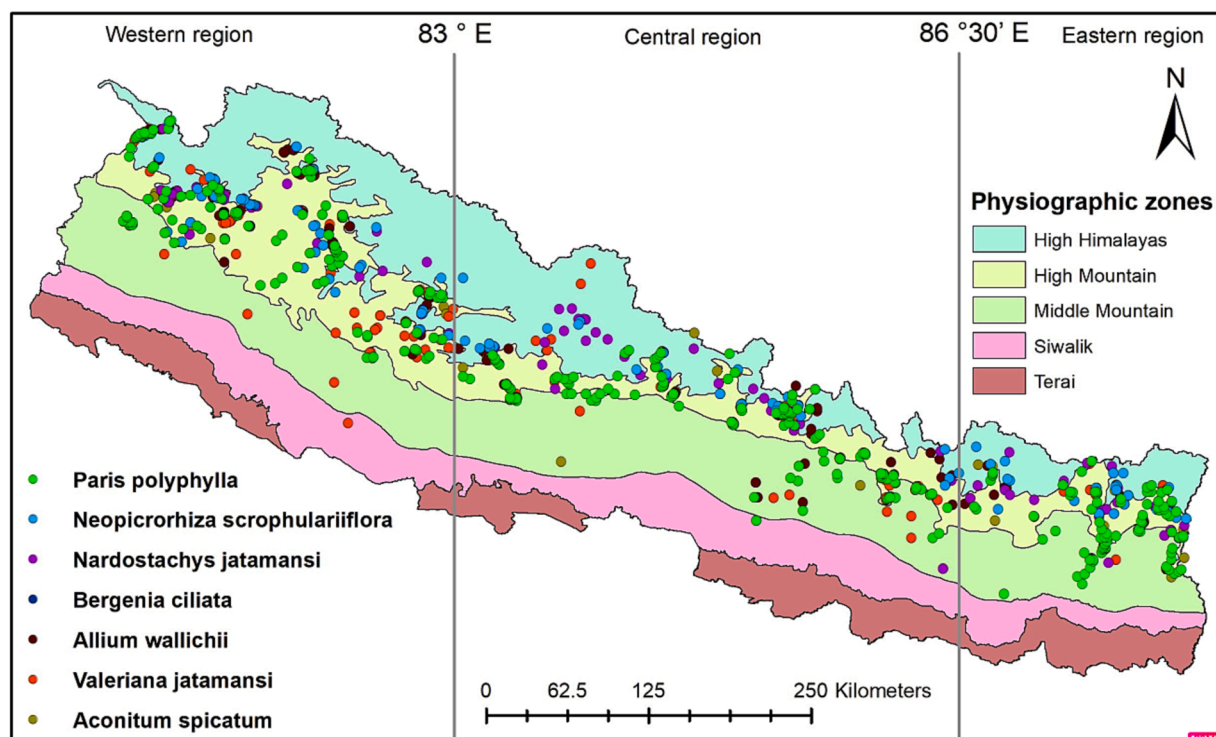 Western region
83 ° E
Central region
86 °30’ E
Eastern region
N
Physiographic zones
High Himalayas
High Mountain
Middle Mountain
Siwalik
Terai
Paris polyphylla
Neopicrorhiza scrophulariiflora
Nardostachys jatamansi
Bergenia ciliata
Allium wallichii
Valeriana jatamansi
Aconitum spicatum
0 62.5 125 250 Kilometers